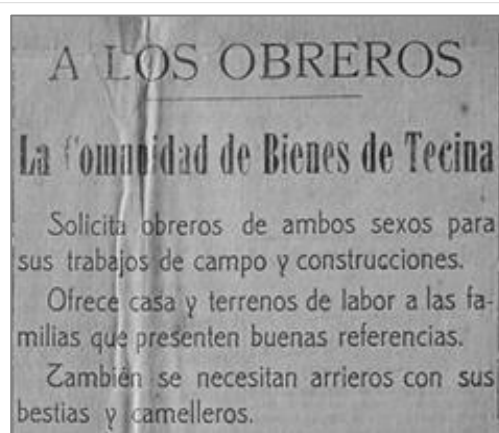 A LOS OBREROS
La Comunidad de Bienes de Tecina
Solicita obreros de ambos sexos para
sus trabajos de campo y construcciones.
Ofrece casa y terrenos de labor a las fa-
milias que presenten buenas referencias.
También se necesitan arrieros con sus
bestias y camelleros.